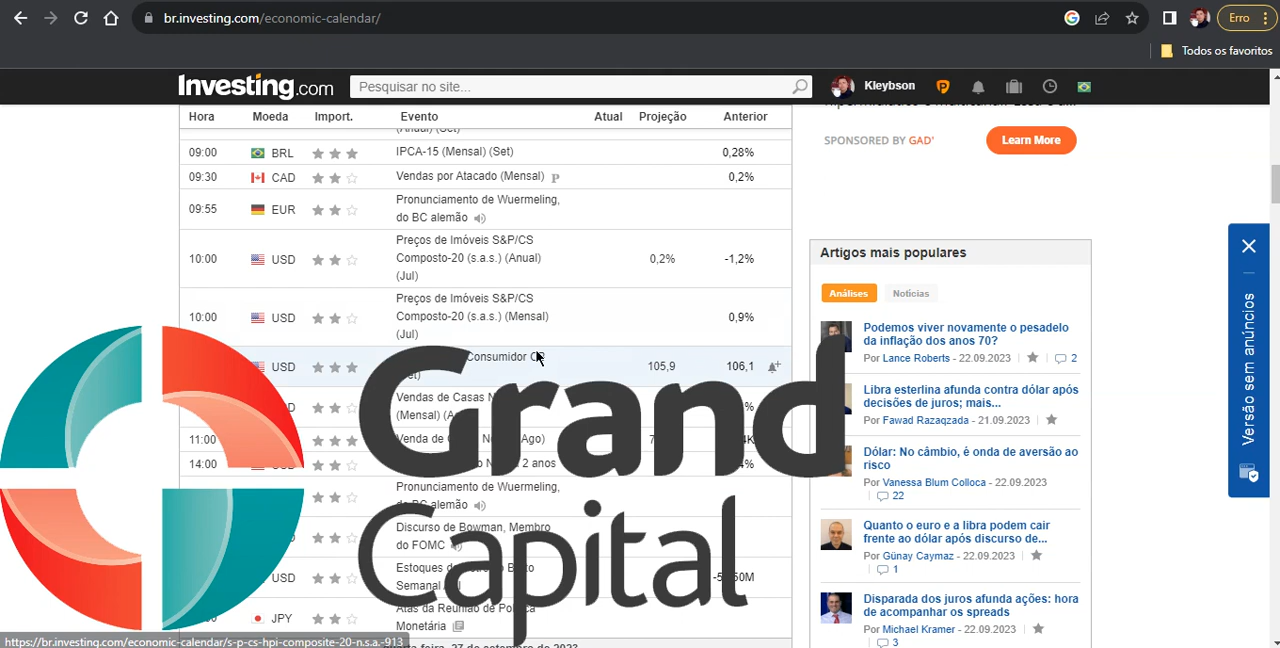 br.investing.com/economic-calendar/
Erro
Todos os favoritos
Investing.com
Pesquisar no site...
Kleybson
Hora Moeda Import. Evento Atual Projeção Anterior
(Anual) (Set)
09:00 BRL IPCA-15 (Mensal) (Set) 0,28%
09:30 CAD Vendas por Atacado (Mensal) P 0,2%
09:55 EUR Pronunciamento de Wuermeling,
do BC alemão
10:00 USD Preços de Imóveis S&P/CS
Composto-20 (s.a.s.) (Anual)
(Jul)
0,2% -1,2%
10:00 USD Preços de Imóveis S&P/CS
Composto-20 (s.a.s.) (Mensal)
(Jul)
0,9%
USD Consumidor
105,9 106,1
Vendas de Casas
(Mensal)
11:00 Venda de
14:00 2 anos
Pronunciamento de Wuermeling,
do BC alemão
Discurso de Bowman, Membro
do FOMC
USD Estoques de
Semanal
JPY Atas da Reunião de
Monetária
27 de setembro de 2023
Grand
Capital
SPONSORED BY GAD'
Learn More
Artigos mais populares
Análises Notícias
Podemos viver novamente o pesadelo
da inflação dos anos 70?
Por Lance Roberts - 22.09.2023 2
Libra esterlina afunda contra dólar após
decisões de juros; mais...
Por Fawad Razaqzada - 21.09.2023
Dólar: No câmbio, é onda de aversão ao
risco
Por Vanessa Blum Colloca - 22.09.2023
22
Quanto o euro e a libra podem cair
frente ao dólar após discurso de...
Por Günay Caymaz - 22.09.2023
1
Disparada dos juros afunda ações: hora
de acompanhar os spreads
Por Michael Kramer - 22.09.2023
3
Versão sem anúncios
https://br.investing.com/economic-calendar/s-p-cs-hpi-composite-20-n.s.a.-913